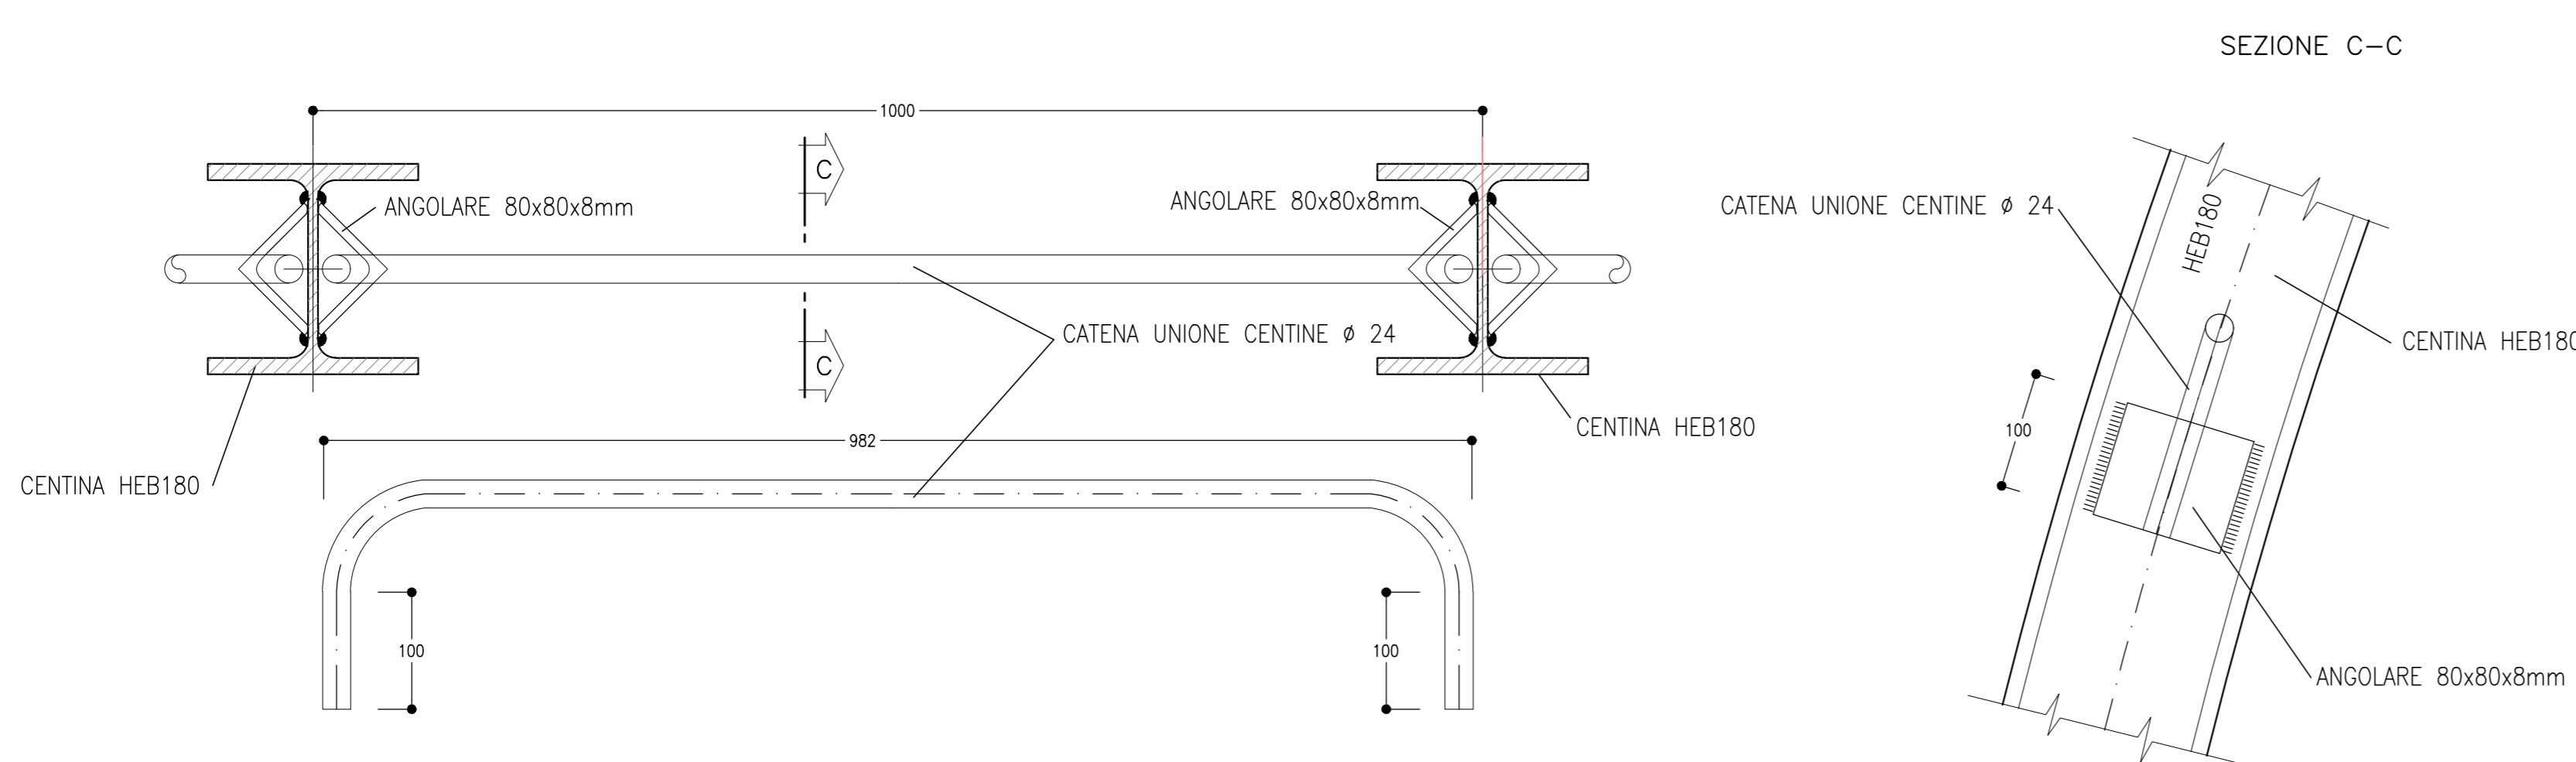 SEZIONE C-C
1000
C
ANGOLARE 80x80x8mm
ANGOLARE 80x80x8mm
CATENA UNIONE CENTINE ø 24
HEB180
CATENA UNIONE CENTINE ø 24
CENTINA HEB180
C
100
CENTINA HEB180
982
CENTINA HEB180
100
100
ANGOLARE 80x80x8mm